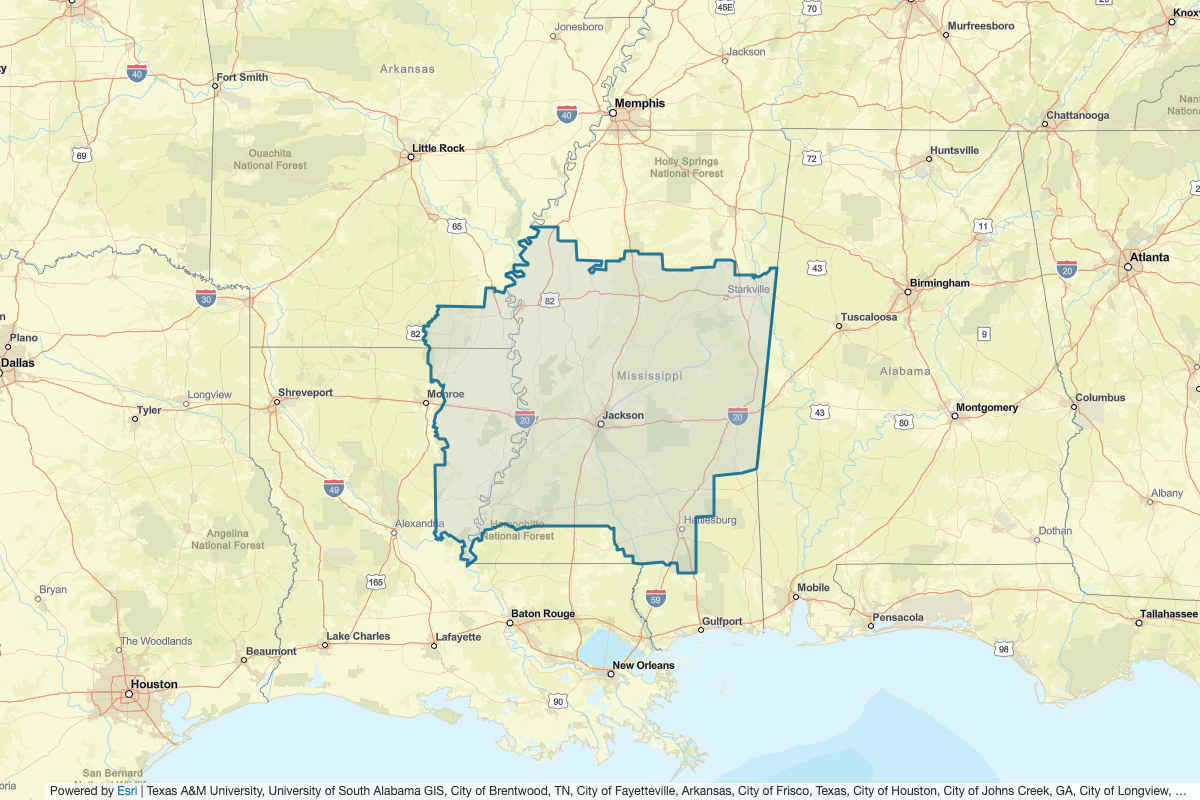 45E
70
Jonesboro
Murfreesboro
Jackson
40
Fort Smith
Arkansas
Memphis
40
Chattanooga
Little Rock
69
Ouachita
National Forest
Holly Springs
National Forest
72
Huntsville
65
11
43
20
Atlanta
30
82
Starkville
Birmingham
Plano
82
Tuscaloosa
9
Dallas
Mississippi
Alabama
Longview
Shreveport
Monroe
Tyler
20
Jackson
20
43
80
Montgomery
Columbus
49
Albany
Alexandria
Homochitto
National Forest
Hattiesburg
Angelina
National Forest
Dothan
165
Bryan
59
Mobile
Baton Rouge
Gulfport
Pensacola
Tallahassee
The Woodlands
Lake Charles
Lafayette
Beaumont
98
New Orleans
Houston
90
San Bernard
Powered by Esri | Texas A&M University, University of South Alabama GIS, City of Brentwood, TN, City of Fayetteville, Arkansas, City of Frisco, Texas, City of Houston, City of Johns Creek, GA, City of Longview, …